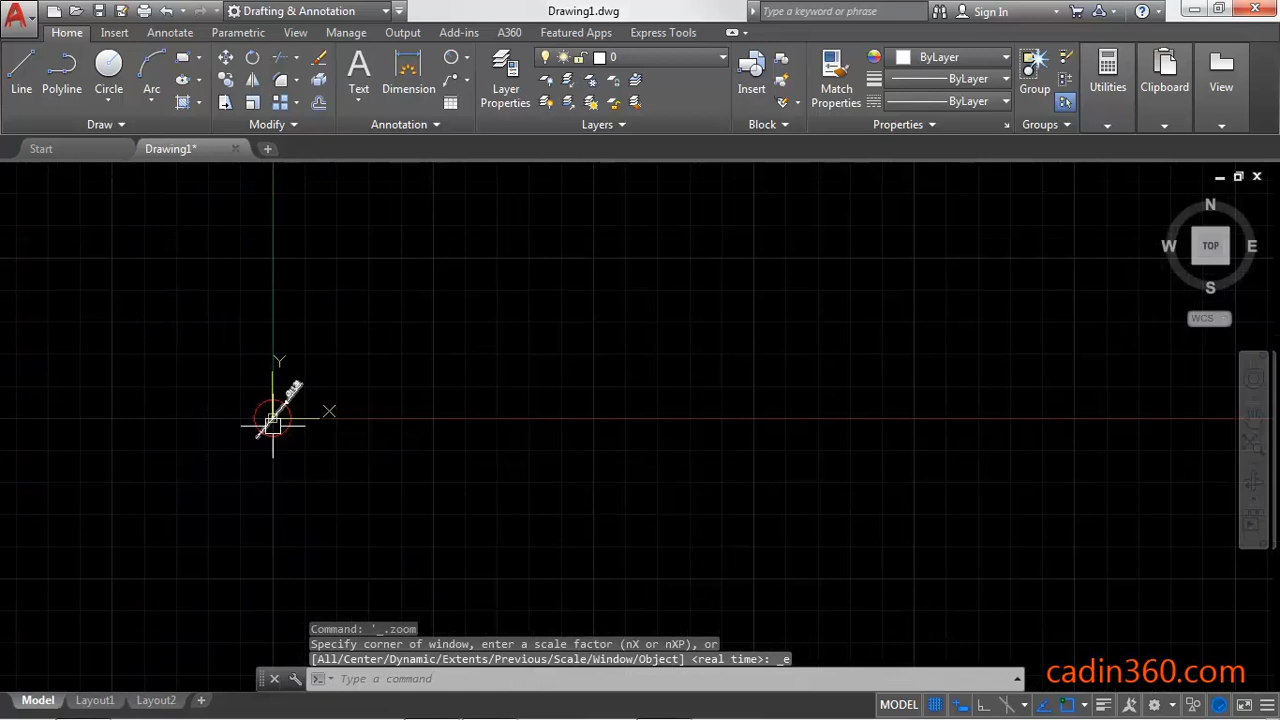 Drafting & Annotation
Drawing1.dwg
Type a keyword or phrase
Sign In
Home
Insert
Annotate
Parametric
View
Manage
Output
Add-ins
A360
Featured Apps
Express Tools
Line
Polyline
Circle
Arc
Text
Dimension
Layer Properties
0
Insert
Match Properties
ByLayer
ByLayer
ByLayer
Group
Utilities
Clipboard
View
Draw
Modify
Annotation
Layers
Block
Properties
Groups
Start
Drawing1*
N
W
TOP
E
S
WCS
Y
X
Command: '_.zoom
Specify corner of window, enter a scale factor (nX or nXP), or
[All/Center/Dynamic/Extents/Previous/Scale/Window/Object] <real time>: _e
Type a command
cadin360.com
Model
Layout1
Layout2
MODEL